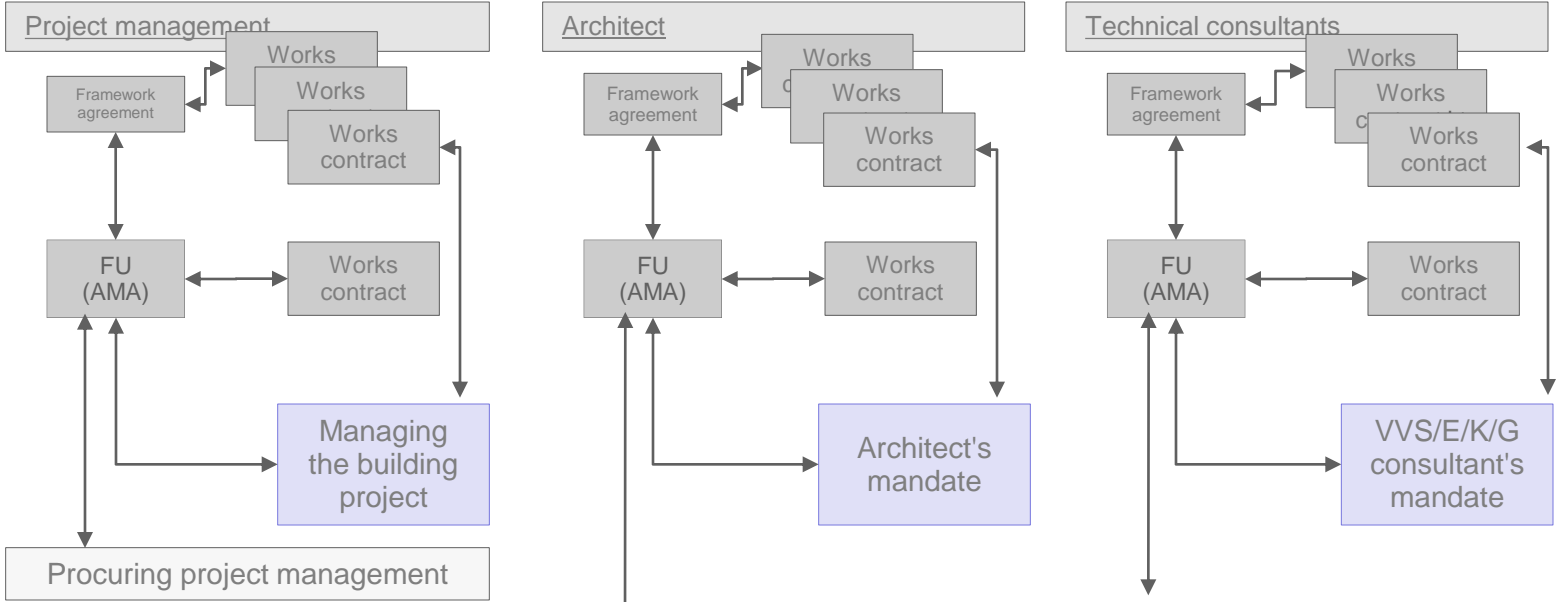 Project management
Works
Works
Framework
agreement
Works
contract
FU
(AMA)
Works
contract
Managing
the building
project
Procuring project management
Architect
Works
Works
Framework
agreement
Works
contract
FU
(AMA)
Works
contract
Architect's
mandate
Technical consultants
Works
Works
Framework
agreement
Works
contract
FU
(AMA)
Works
contract
VVS/E/K/G
consultant's
mandate